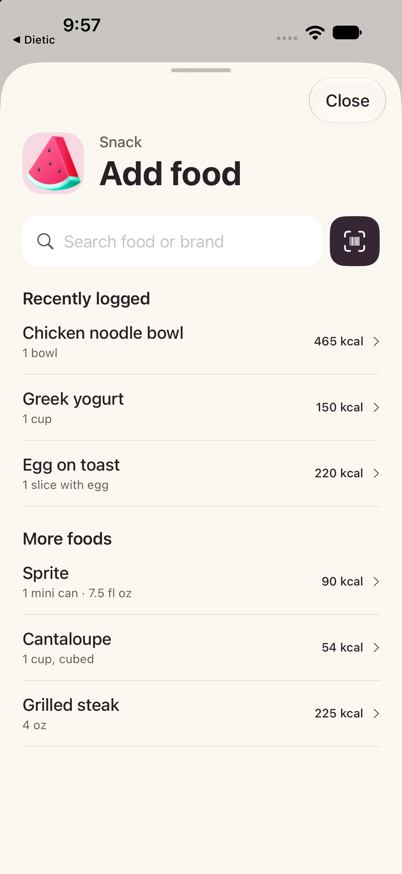 9:57
◀ Dietic
Close
Snack
Add food
Search food or brand
Recently logged
Chicken noodle bowl
1 bowl
465 kcal
Greek yogurt
1 cup
150 kcal
Egg on toast
1 slice with egg
220 kcal
More foods
Sprite
1 mini can · 7.5 fl oz
90 kcal
Cantaloupe
1 cup, cubed
54 kcal
Grilled steak
4 oz
225 kcal